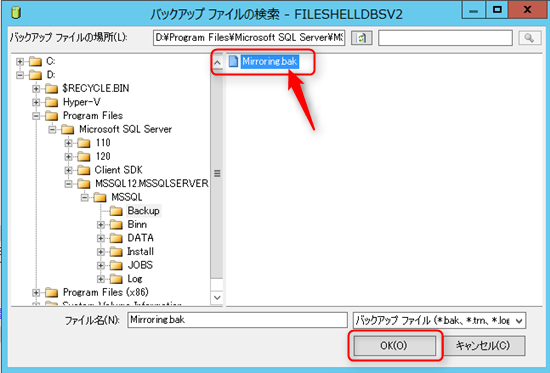 バックアップ ファイルの検索 - FILESHELLDBSV2
バックアップ ファイルの場所(L):
D:¥Program Files¥Microsoft SQL Server¥MS
C:
D:
$RECYCLE.BIN
Hyper-V
Program Files
Microsoft SQL Server
110
120
Client SDK
MSSQL12.MSSQLSERVER
MSSQL
Backup
Binn
DATA
Install
JOBS
Log
Program Files (x86)
System Volume Information
Mirroring.bak
ファイル名(N):
Mirroring.bak
バックアップ ファイル (*.bak、*.trn、*.log
OK(O)
キャンセル(C)